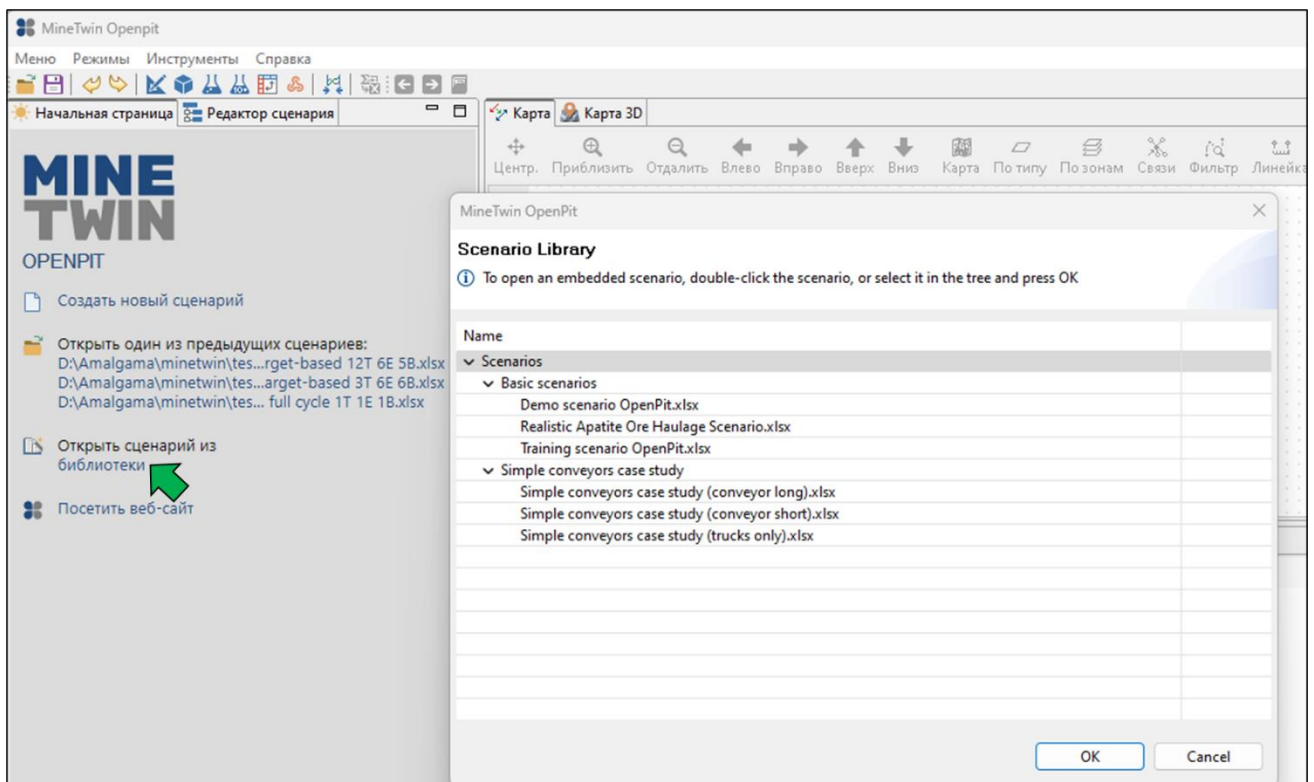 MineTwin Openpit
Меню Режимы Инструменты Справка
Начальная страница Редактор сценария
Карта Карта 3D
Центр. Приблизить Отдалить Влево Вправо Вверх Вниз Карта По типу По зонам Связи Фильтр Линейка
MINE
TWIN
OPENPIT
Создать новый сценарий
Открыть один из предыдущих сценариев:
D:\Amalgama\minetwin\tes...rget-based 12T 6E 5B.xlsx
D:\Amalgama\minetwin\tes...arget-based 3T 6E 6B.xlsx
D:\Amalgama\minetwin\tes... full cycle 1T 1E 1B.xlsx
Открыть сценарий из
библиотеки
Посетить веб-сайт
MineTwin OpenPit
Scenario Library
To open an embedded scenario, double-click the scenario, or select it in the tree and press OK
Name
Scenarios
Basic scenarios
Demo scenario OpenPit.xlsx
Realistic Apatite Ore Haulage Scenario.xlsx
Training scenario OpenPit.xlsx
Simple conveyors case study
Simple conveyors case study (conveyor long).xlsx
Simple conveyors case study (conveyor short).xlsx
Simple conveyors case study (trucks only).xlsx
OK Cancel